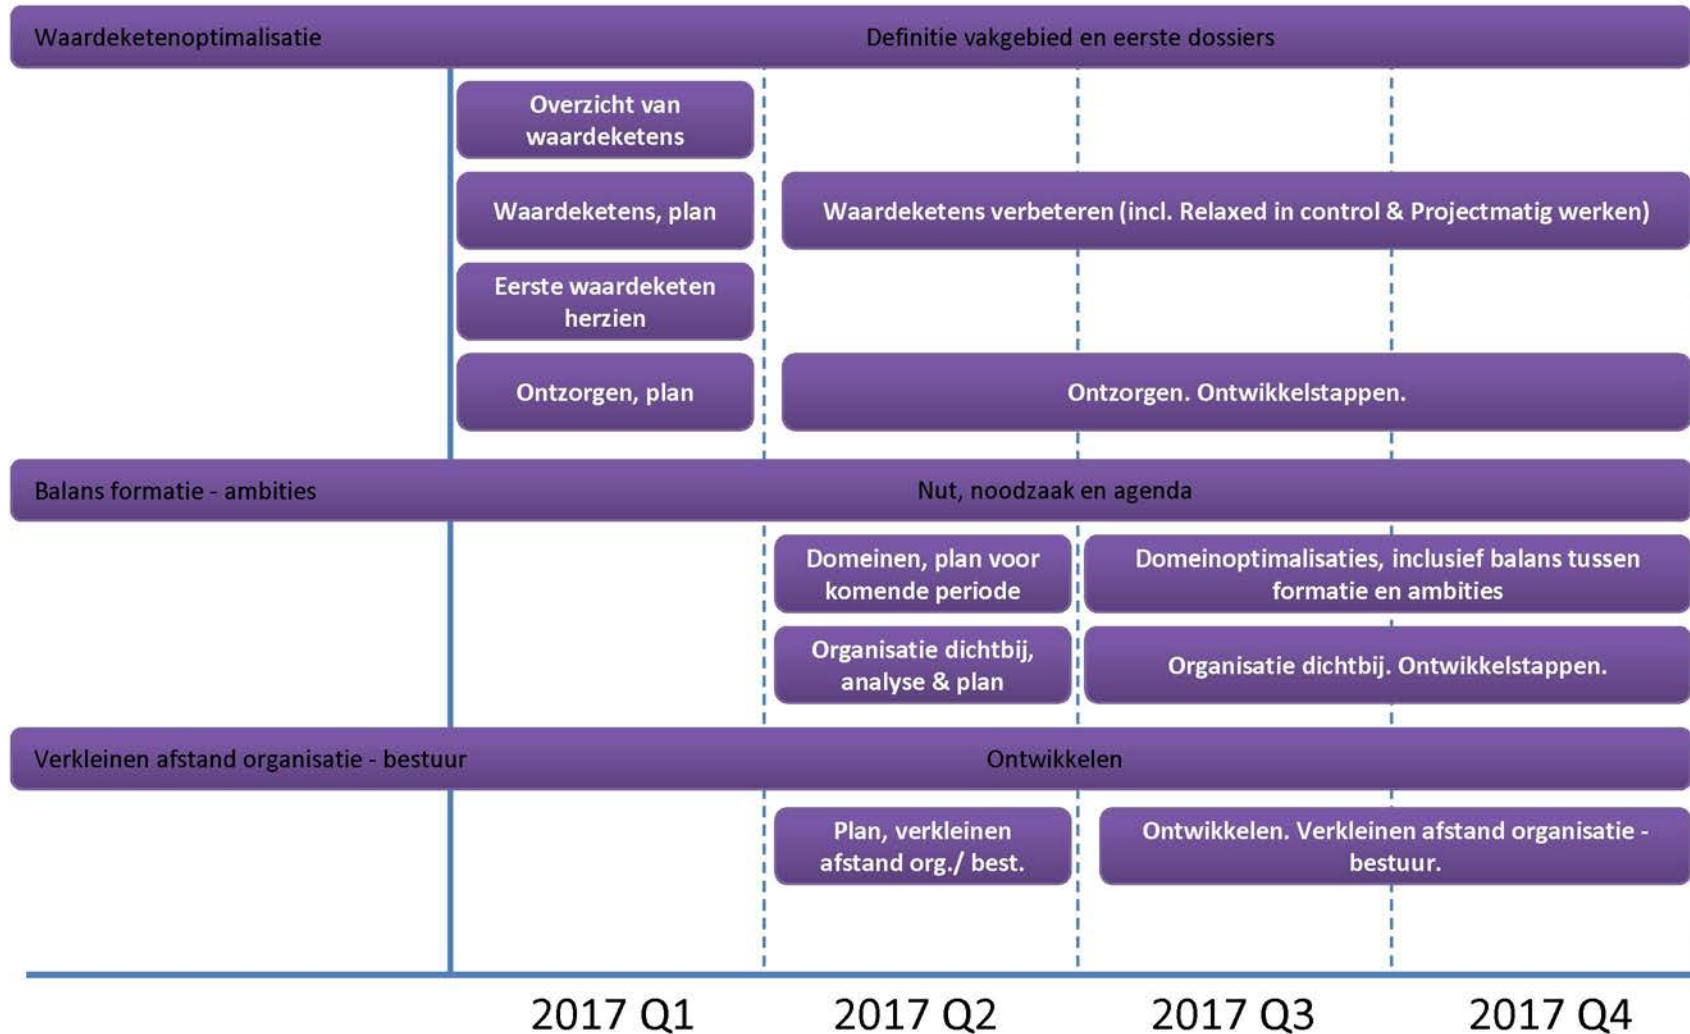 Waardeketenoptimalisatie
Definitie vakgebied en eerste dossiers
Overzicht van
waardeketens
Waardeketens, plan
Waardeketens verbeteren (incl. Relaxed in control & Projectmatig werken)
Eerste waardeketen
herzien
Ontzorgen, plan
Ontzorgen. Ontwikkelstappen.
Balans formatie - ambities
Nut, noodzaak en agenda
Domeinen, plan voor
komende periode
Domeinoptimalisaties, inclusief balans tussen
formatie en ambities
Organisatie dichtbij,
analyse & plan
Organisatie dichtbij. Ontwikkelstappen.
Verkleinen afstand organisatie - bestuur
Ontwikkelen
Plan, verkleinen
afstand org./ best.
Ontwikkelen. Verkleinen afstand organisatie -
bestuur.
2017 Q1
2017 Q2
2017 Q3
2017 Q4